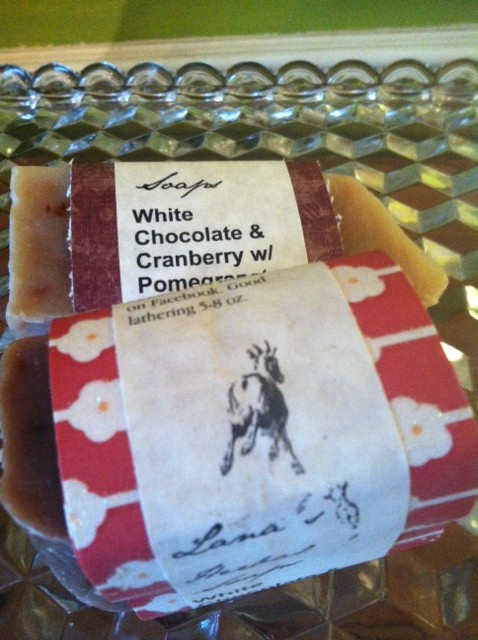 Soaps
White
Chocolate &
Cranberry w/
on Facebook. Good
lathering 5-8 oz.
Lana's